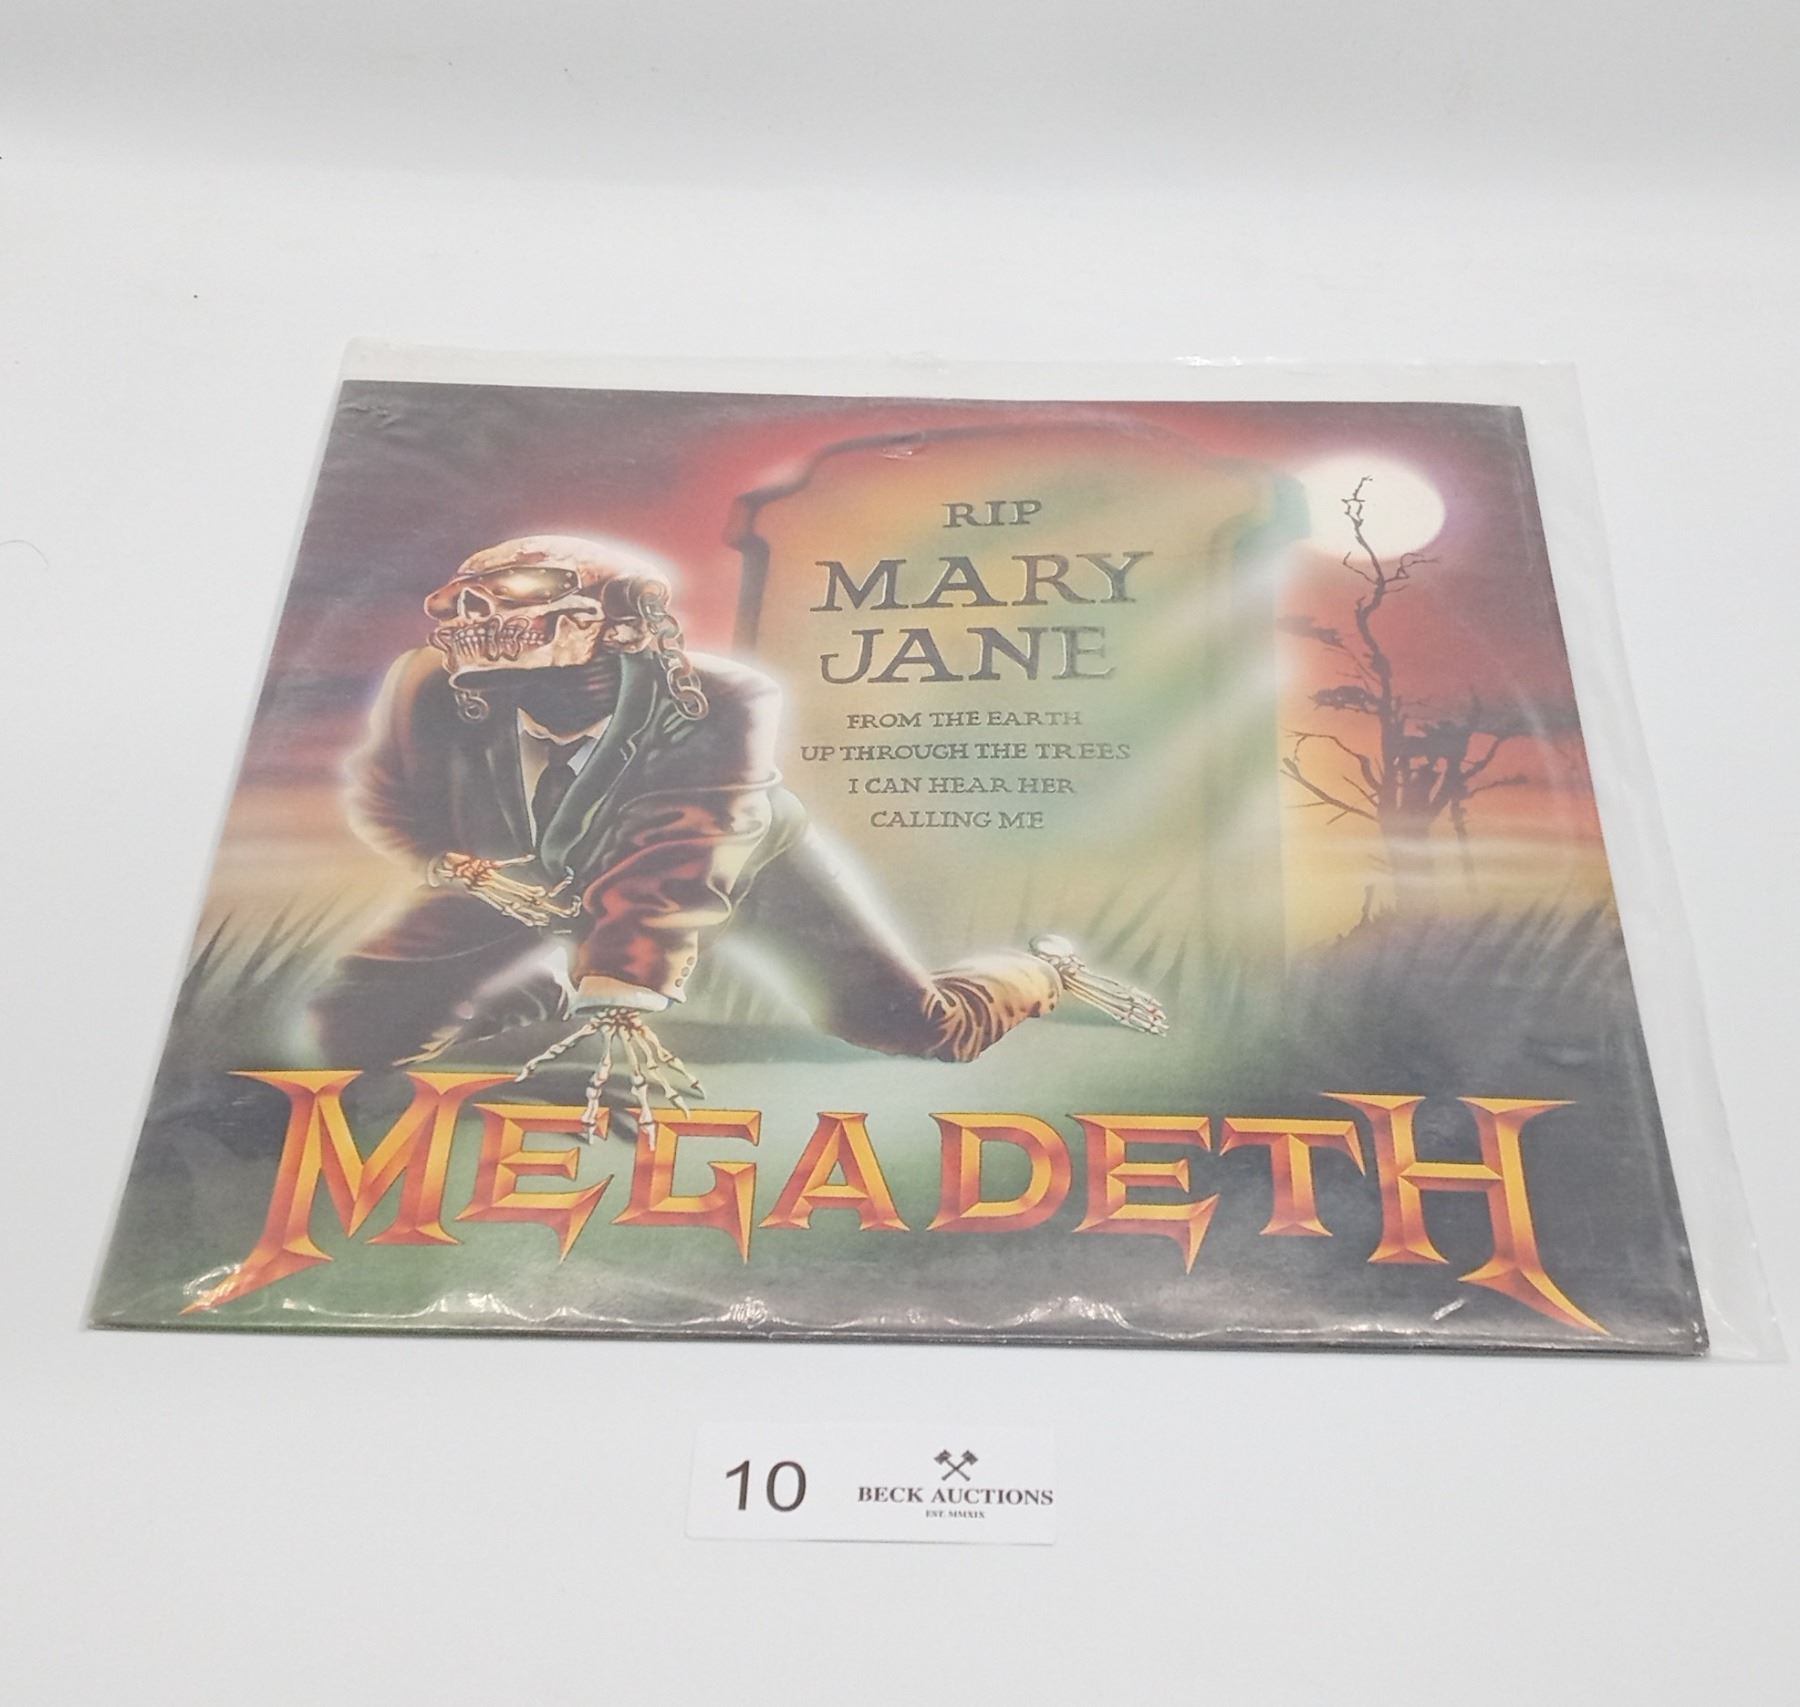 RIP
MARY
JANE
FROM THE EARTH
UP THROUGH THE TREES
I CAN HEAR HER
CALLING ME
MEGADETH
10
BECK AUCTIONS
EST. MMXIX